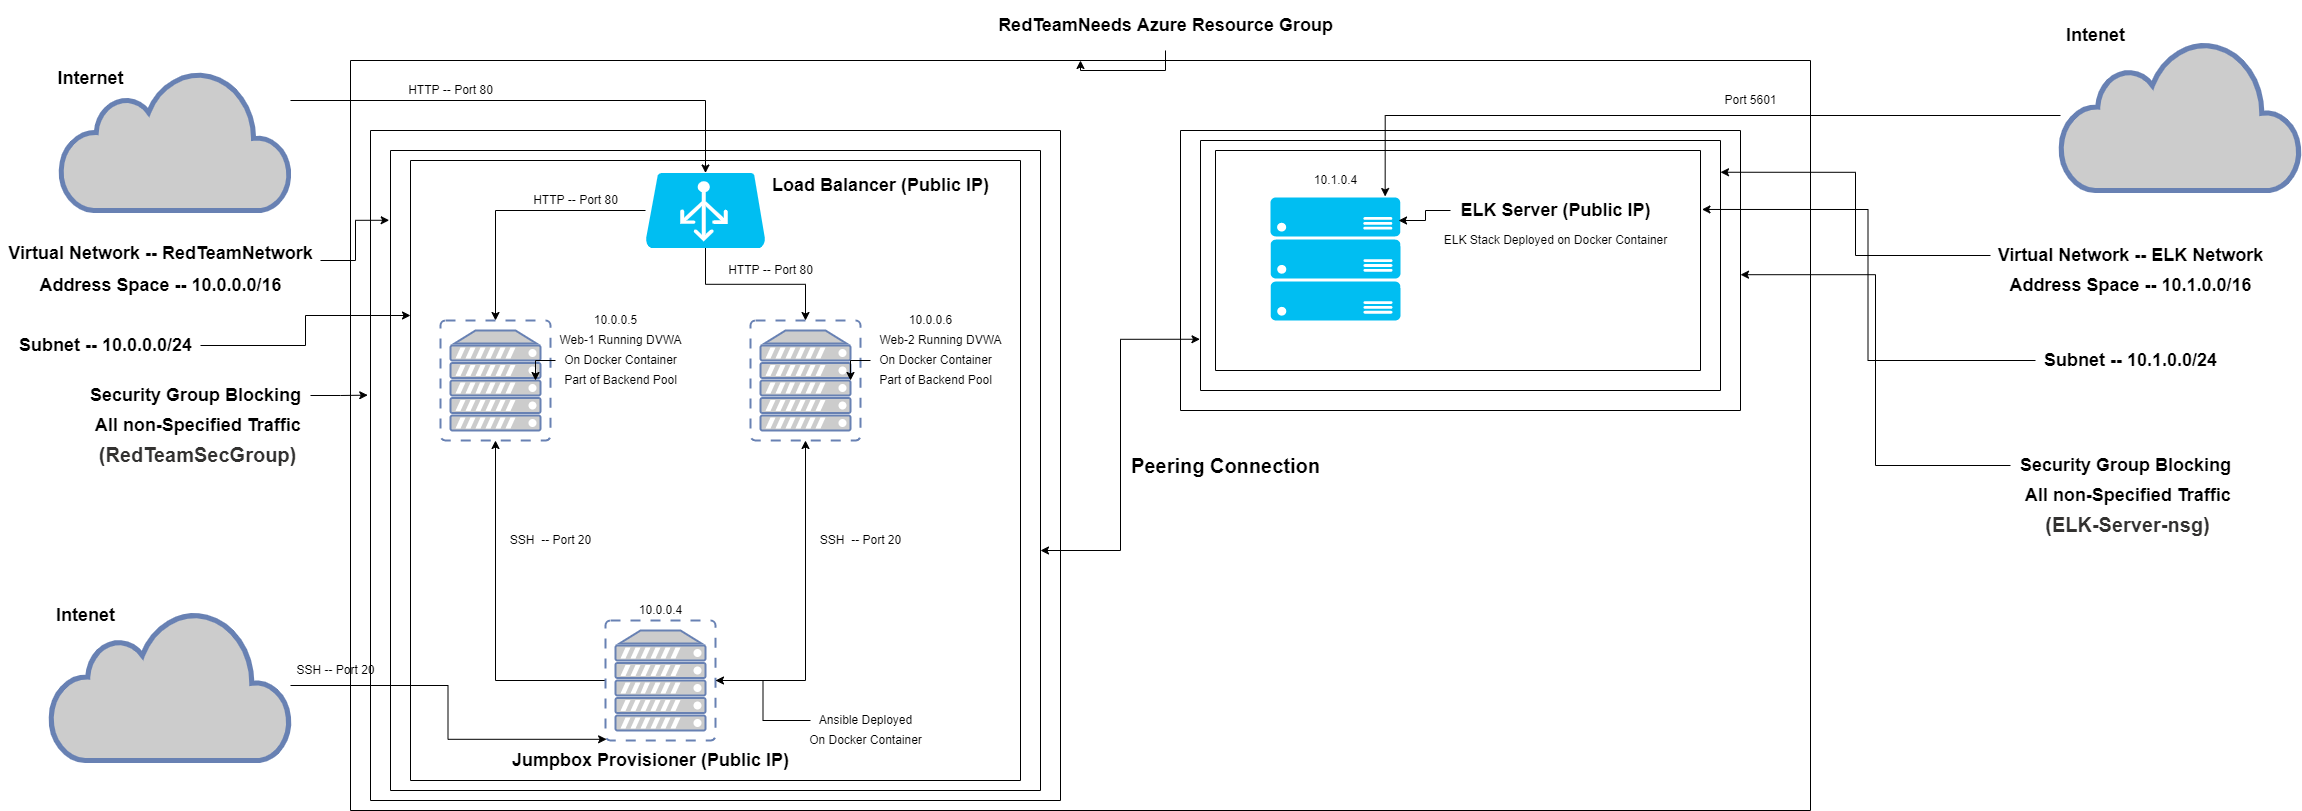 RedTeamNeeds Azure Resource Group
Intenet
Internet
HTTP -- Port 80
Port 5601
Load Balancer (Public IP)
10.1.0.4
HTTP -- Port 80
ELK Server (Public IP)
ELK Stack Deployed on Docker Container
Virtual Network -- RedTeamNetwork
Address Space -- 10.0.0.0/16
HTTP -- Port 80
Virtual Network -- ELK Network
Address Space -- 10.1.0.0/16
Subnet -- 10.0.0.0/24
10.0.0.5
Web-1 Running DVWA
On Docker Container
Part of Backend Pool
10.0.0.6
Web-2 Running DVWA
On Docker Container
Part of Backend Pool
Subnet -- 10.1.0.0/24
Security Group Blocking
All non-Specified Traffic
(RedTeamSecGroup)
Peering Connection
Security Group Blocking
All non-Specified Traffic
(ELK-Server-nsg)
SSH -- Port 20
SSH -- Port 20
Intenet
10.0.0.4
SSH -- Port 20
Ansible Deployed
On Docker Container
Jumpbox Provisioner (Public IP)